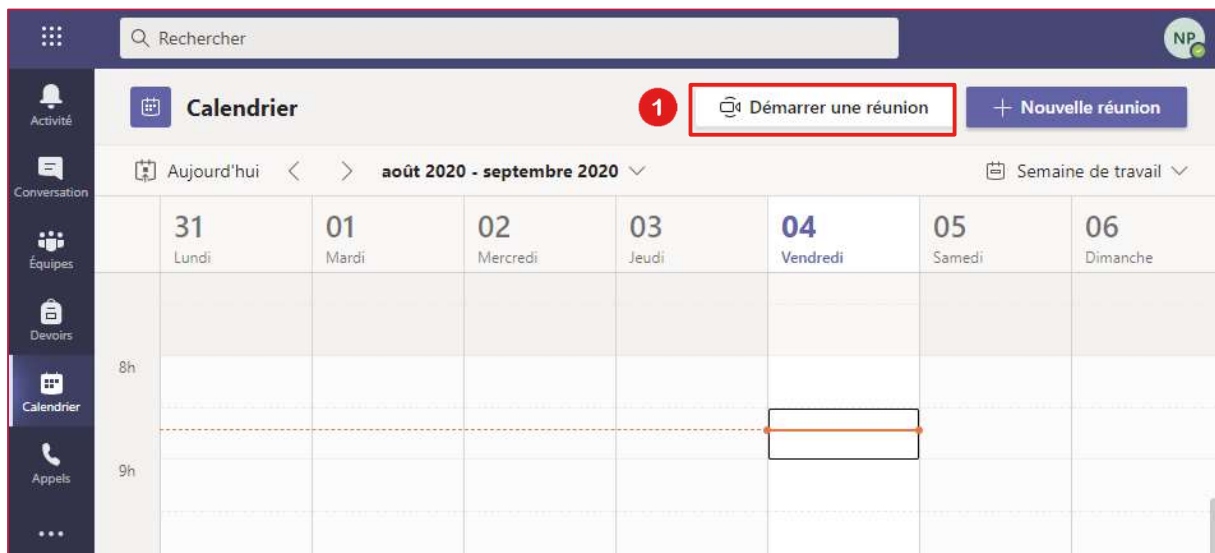 Rechercher
NP
Activité
Conversation
Équipes
Devoirs
Calendrier
Appels
Calendrier
1
Démarrer une réunion
+ Nouvelle réunion
Aujourd'hui
août 2020 - septembre 2020
Semaine de travail
31 01 02 03 04 05 06
Lundi Mardi Mercredi Jeudi Vendredi Samedi Dimanche
8h
9h